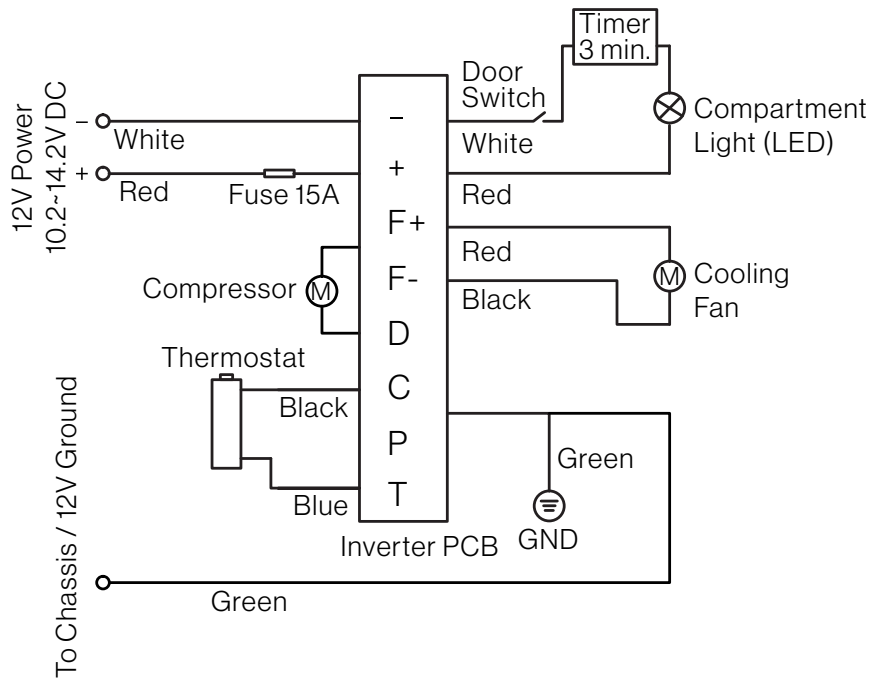 Timer
3 min.
Door
Switch
White
Compartment
Light (LED)
12V Power
10.2~14.2V DC
−
White
+
Red
Fuse 15A
−
+
F+
F-
D
C
P
T
Red
Red
Black
Cooling
Fan
M
Compressor
M
Thermostat
Black
Blue
Inverter PCB
Green
GND
To Chassis / 12V Ground
Green